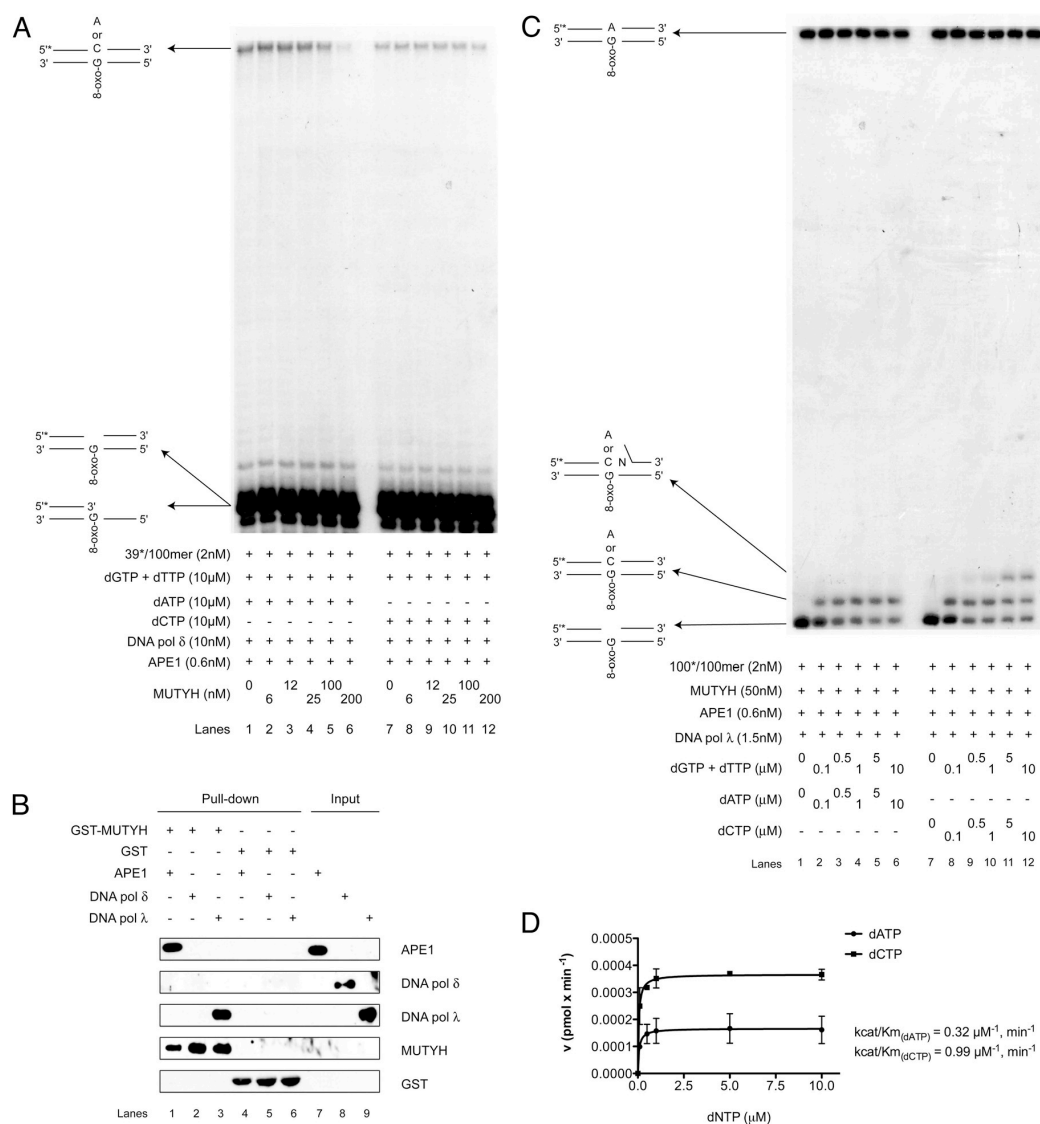 A
A
or
5'* C 3'
3' G 5'
8-oxo-G
5'* 3'
3' G 5'
8-oxo-G
5'* 3'
3' G 5'
8-oxo-G
39*/100mer (2nM) + + + + + + + + + + + +
dGTP + dTTP (10µM) + + + + + + + + + + + +
dATP (10µM) + + + + + + - - - - - -
dCTP (10µM) - - - - - - + + + + + +
DNA pol δ (10nM) + + + + + + + + + + + +
APE1 (0.6nM) + + + + + + + + + + + +
MUTYH (nM) 0 6 12 25 100 200 0 6 12 25 100 200
Lanes 1 2 3 4 5 6 7 8 9 10 11 12
B
Pull-down Input
GST-MUTYH + + + - - -
GST - - - + + +
APE1 + - - + - - + - -
DNA pol δ - + - - + - - + -
DNA pol λ - - + - - + - - +
APE1
DNA pol δ
DNA pol λ
MUTYH
GST
Lanes 1 2 3 4 5 6 7 8 9
C
5'* A 3'
3' G 5'
8-oxo-G
A
or
5'* C N 3'
3' G 5'
8-oxo-G
A
or
5'* C 3'
3' G 5'
8-oxo-G
5'* 3'
3' G 5'
8-oxo-G
100*/100mer (2nM) + + + + + + + + + + + +
MUTYH (50nM) + + + + + + + + + + + +
APE1 (0.6nM) + + + + + + + + + + + +
DNA pol λ (1.5nM) + + + + + + + + + + + +
dGTP + dTTP (µM) 0 0.1 0.5 1 5 10 0 0.1 0.5 1 5 10
dATP (µM) 0 0.1 0.5 1 5 10 - - - - - -
dCTP (µM) - - - - - - 0 0.1 0.5 1 5 10
Lanes 1 2 3 4 5 6 7 8 9 10 11 12
D
v (pmol x min-1)
0.0005
0.0004
0.0003
0.0002
0.0001
0.0000
0.0 2.5 5.0 7.5 10.0
dNTP (µM)
dATP
dCTP
kcat/Km(dATP) = 0.32 µM-1, min-1
kcat/Km(dCTP) = 0.99 µM-1, min-1